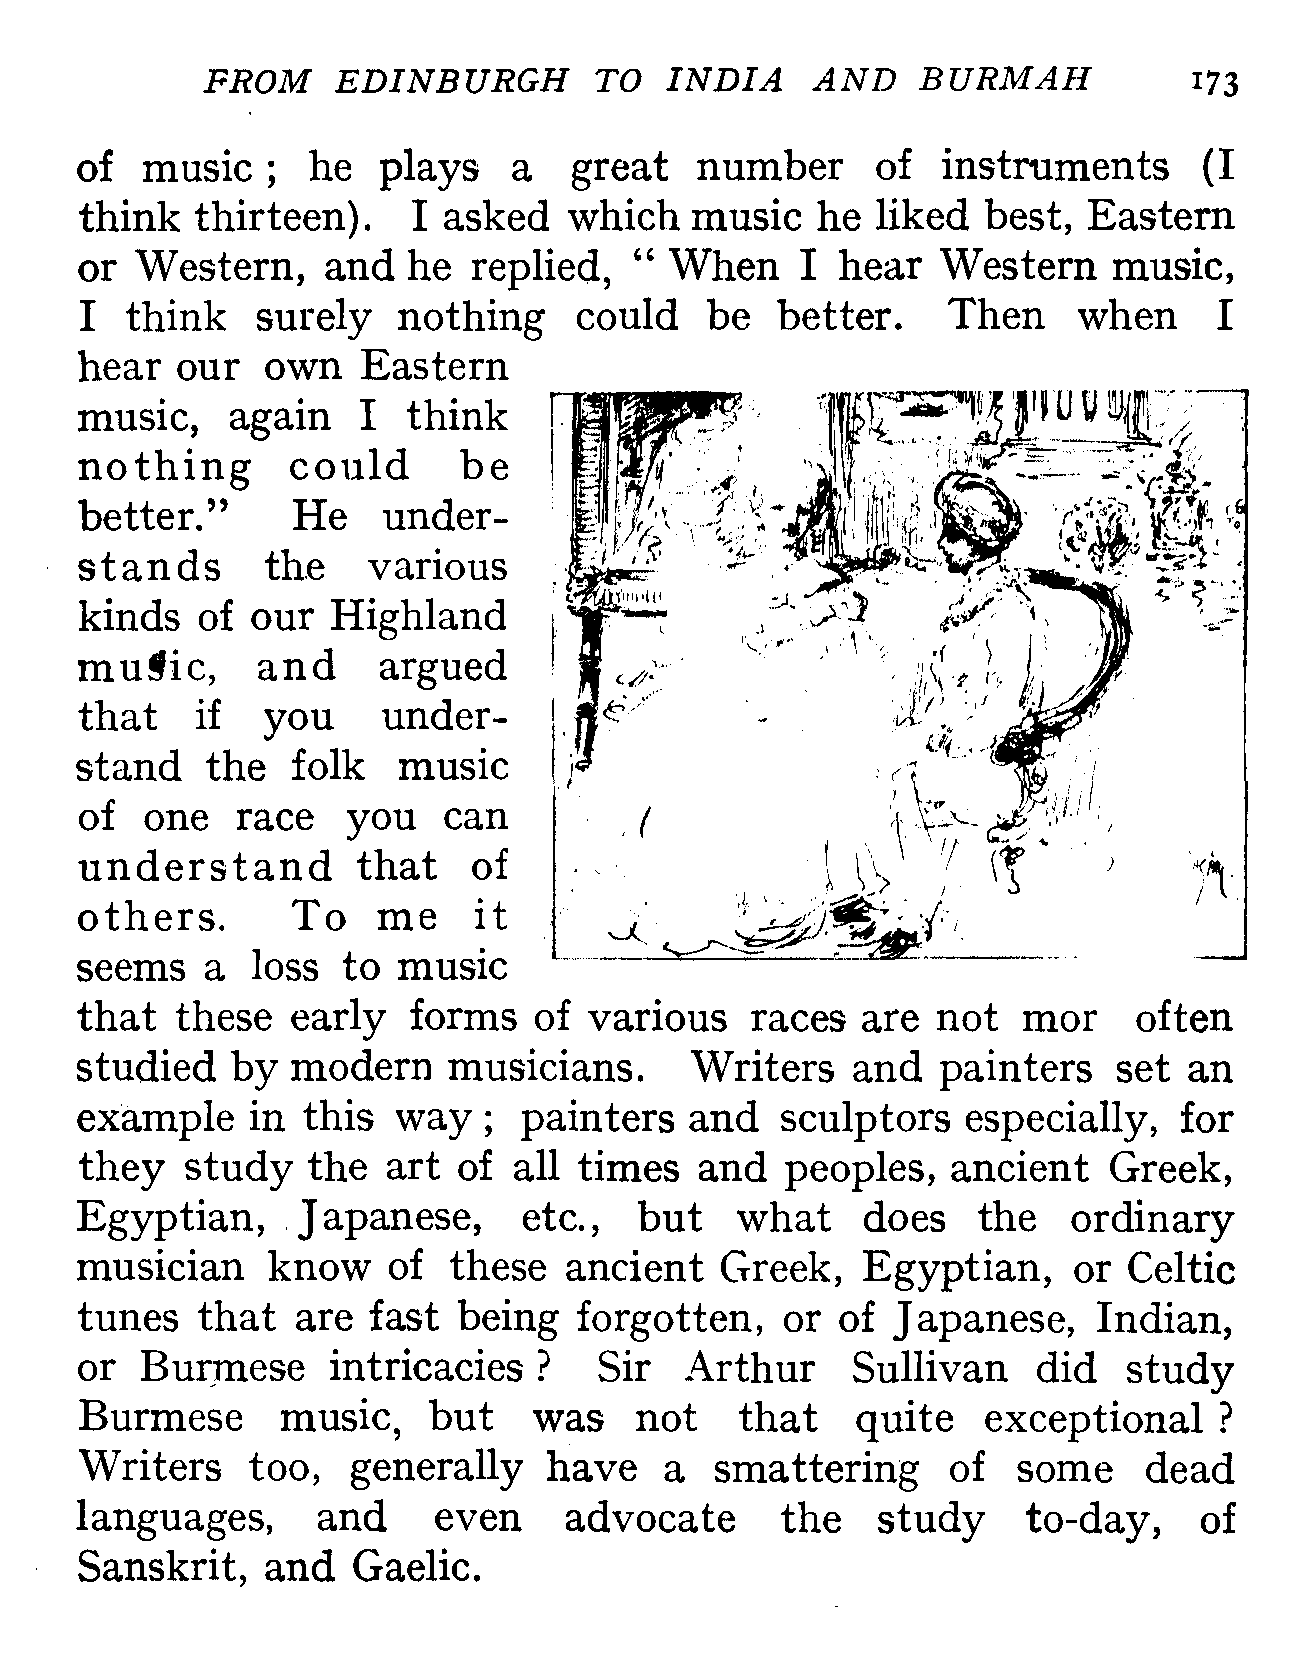 FROM EDINBURGH TO INDIA AND BURMAH 173
of music ; he plays a great number of instruments (I
think thirteen). I asked which music he liked best, Eastern
or Western, and he replied, “ When I hear Western music,
I think surely nothing could be better. Then when I
hear our own Eastern
music, again I think
nothing could be
better.” He under-
stands the various
kinds of our Highland
music, and argued
that if you under-
stand the folk music
of one race you can
understand that of
others. To me it
seems a loss to music
that these early forms of various races are not mor often
studied by modern musicians. Writers and painters set an
example in this way ; painters and sculptors especially, for
they study the art of all times and peoples, ancient Greek,
Egyptian, Japanese, etc., but what does the ordinary
musician know of these ancient Greek, Egyptian, or Celtic
tunes that are fast being forgotten, or of Japanese, Indian,
or Burmese intricacies ? Sir Arthur Sullivan did study
Burmese music, but was not that quite exceptional ?
Writers too, generally have a smattering of some dead
languages, and even advocate the study to-day, of
Sanskrit, and Gaelic.